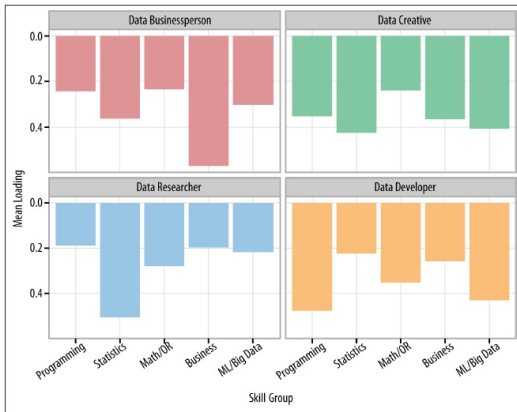 Data Businessperson
Data Creative
0.0
0.2
0.4
Mean Loading
Data Researcher
Data Developer
0.0
0.2
0.4
Programming
Statistics
Math/OR
Business
ML/Big Data
Programming
Statistics
Math/OR
Business
ML/Big Data
Skill Group